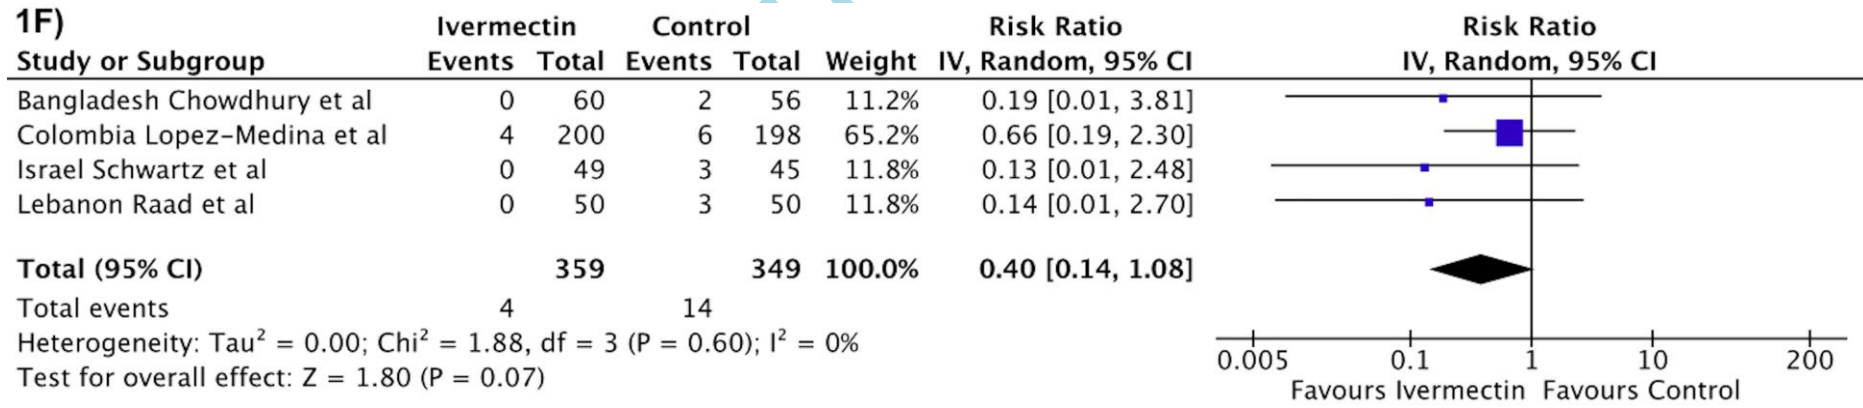 1F)
Ivermectin Control Risk Ratio Risk Ratio
Study or Subgroup Events Total Events Total Weight IV, Random, 95% CI IV, Random, 95% CI
Bangladesh Chowdhury et al 0 60 2 56 11.2% 0.19 [0.01, 3.81]
Colombia Lopez-Medina et al 4 200 6 198 65.2% 0.66 [0.19, 2.30]
Israel Schwartz et al 0 49 3 45 11.8% 0.13 [0.01, 2.48]
Lebanon Raad et al 0 50 3 50 11.8% 0.14 [0.01, 2.70]
Total (95% CI) 359 349 100.0% 0.40 [0.14, 1.08]
Total events 4 14
Heterogeneity: Tau² = 0.00; Chi² = 1.88, df = 3 (P = 0.60); I² = 0%
Test for overall effect: Z = 1.80 (P = 0.07)
0.005 0.1 1 10 200
Favours Ivermectin Favours Control